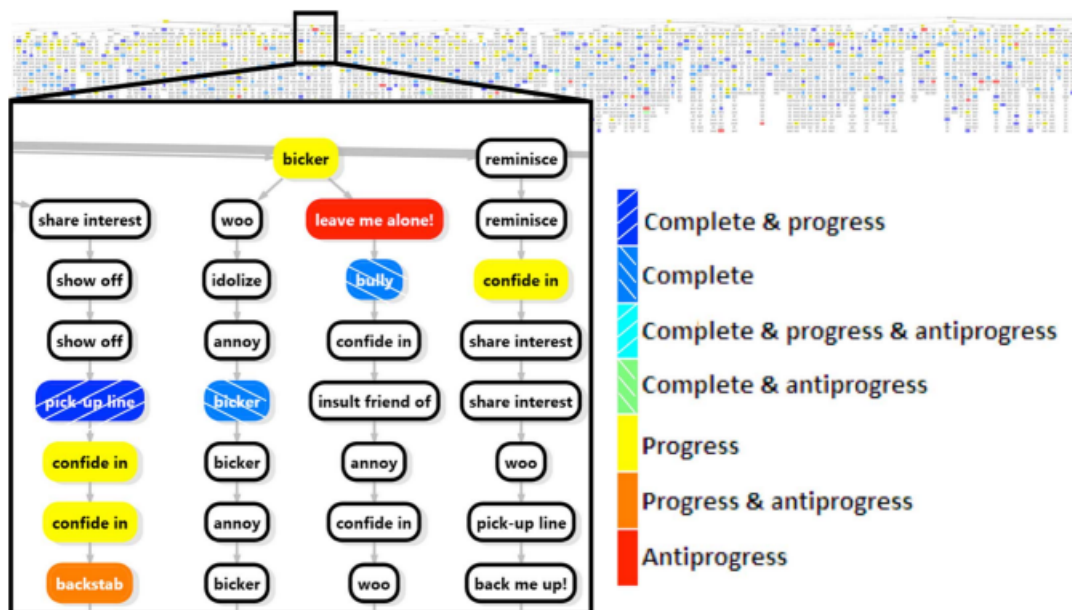 bicker reminisce
share interest woo leave me alone! reminisce
show off idolize bully confide in
show off annoy confide in share interest
pick-up line bicker insult friend of share interest
confide in bicker annoy woo
confide in annoy confide in pick-up line
backstab bicker woo back me up!
Complete & progress
Complete
Complete & progress & antiprogress
Complete & antiprogress
Progress
Progress & antiprogress
Antiprogress